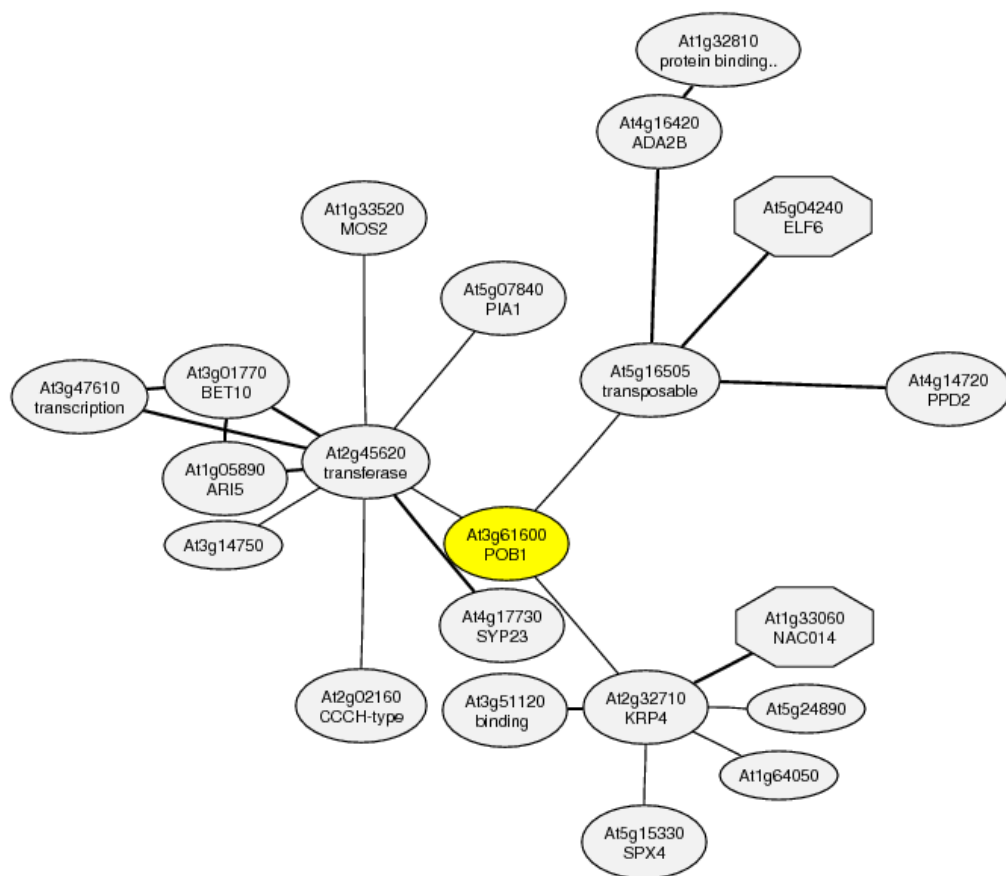 At1g32810
protein binding..
At4g16420
ADA2B
At1g33520
MOS2
At5g04240
ELF6
At5g07840
PIA1
At3g01770
BET10
At3g47610
transcription
At5g16505
transposable
At4g14720
PPD2
At2g45620
transferase
At1g05890
ARI5
At3g14750
At3g61600
POB1
At4g17730
SYP23
At1g33060
NAC014
At2g02160
CCCH-type
At3g51120
binding
At2g32710
KRP4
At5g24890
At1g64050
At5g15330
SPX4